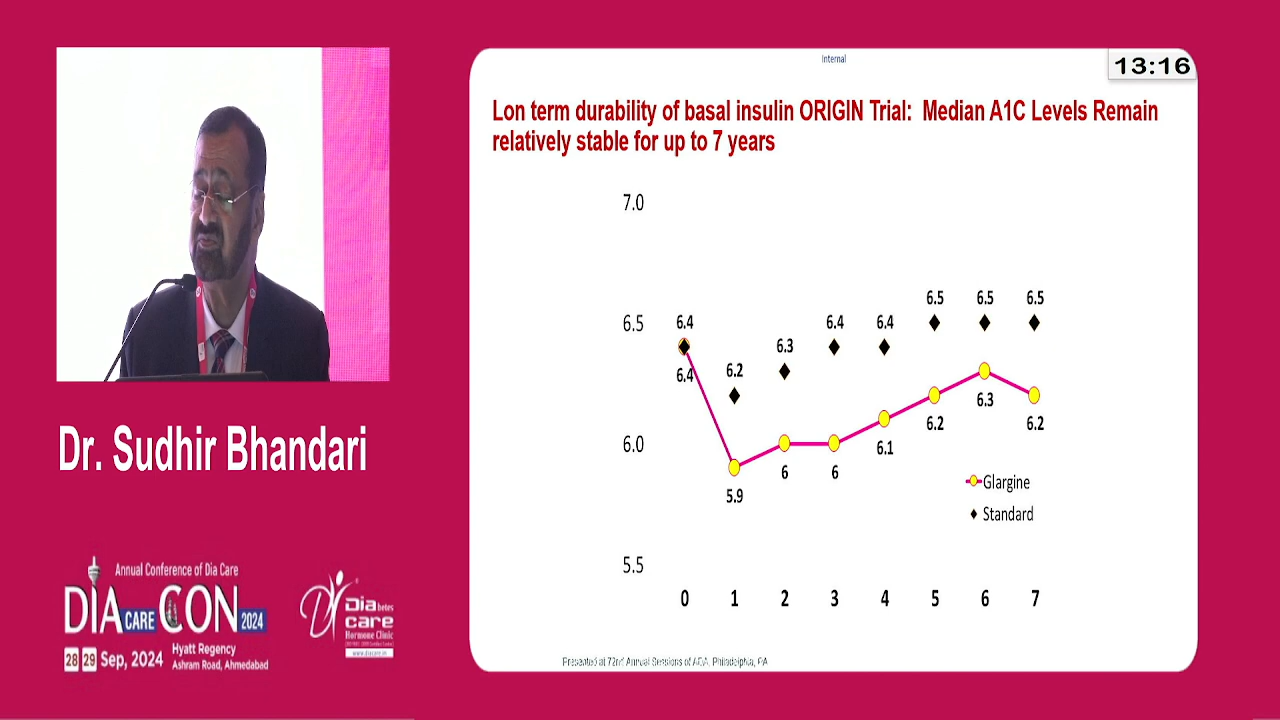 Internal
13:16
Lon term durability of basal insulin ORIGIN Trial: Median A1C Levels Remain
relatively stable for up to 7 years
7.0
6.5
6.0
5.5
6.4
6.2
6.3
6.4
6.4
6.5
6.5
6.5
6.4
5.9
6
6
6.1
6.2
6.3
6.2
Glargine
Standard
0 1 2 3 4 5 6 7
Presented at 72nd Annual Sessions of ADA, Philadelphia, PA
Dr. Sudhir Bhandari
Annual Conference of Dia Care
DIA CARE CON 2024
28 29 Sep, 2024
Hyatt Regency
Ashram Road, Ahmedabad
Diabetes
care
Hormone Clinic
www.diacare.in